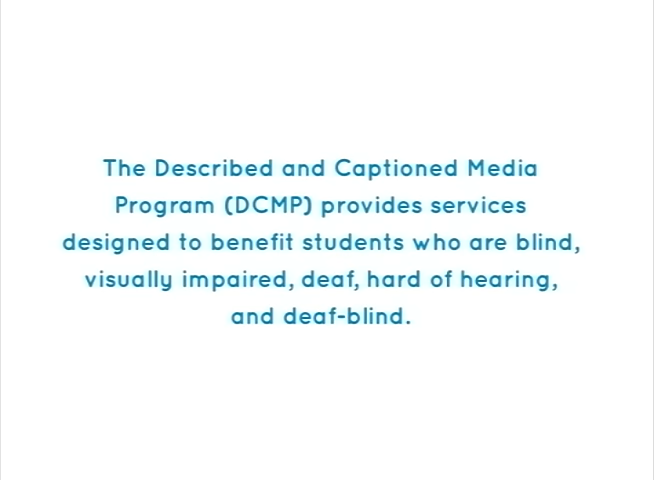 The Described and Captioned Media
Program (DCMP) provides services
designed to benefit students who are blind,
visually impaired, deaf, hard of hearing,
and deaf-blind.